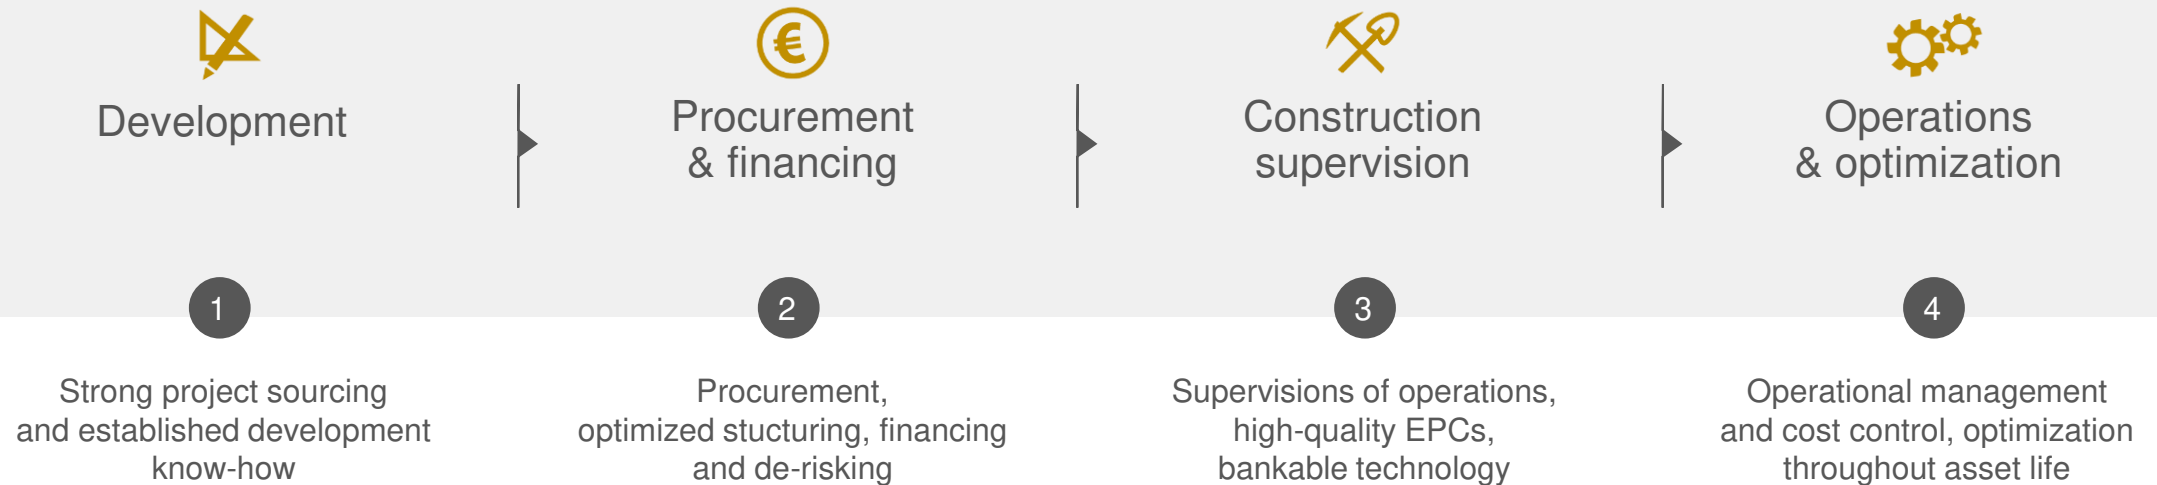 Development
Procurement
& financing
Construction
supervision
Operations
& optimization
1
2
3
4
Strong project sourcing
and established development
know-how
Procurement,
optimized stucturing, financing
and de-risking
Supervisions of operations,
high-quality EPCs,
bankable technology
Operational management
and cost control, optimization
throughout asset life